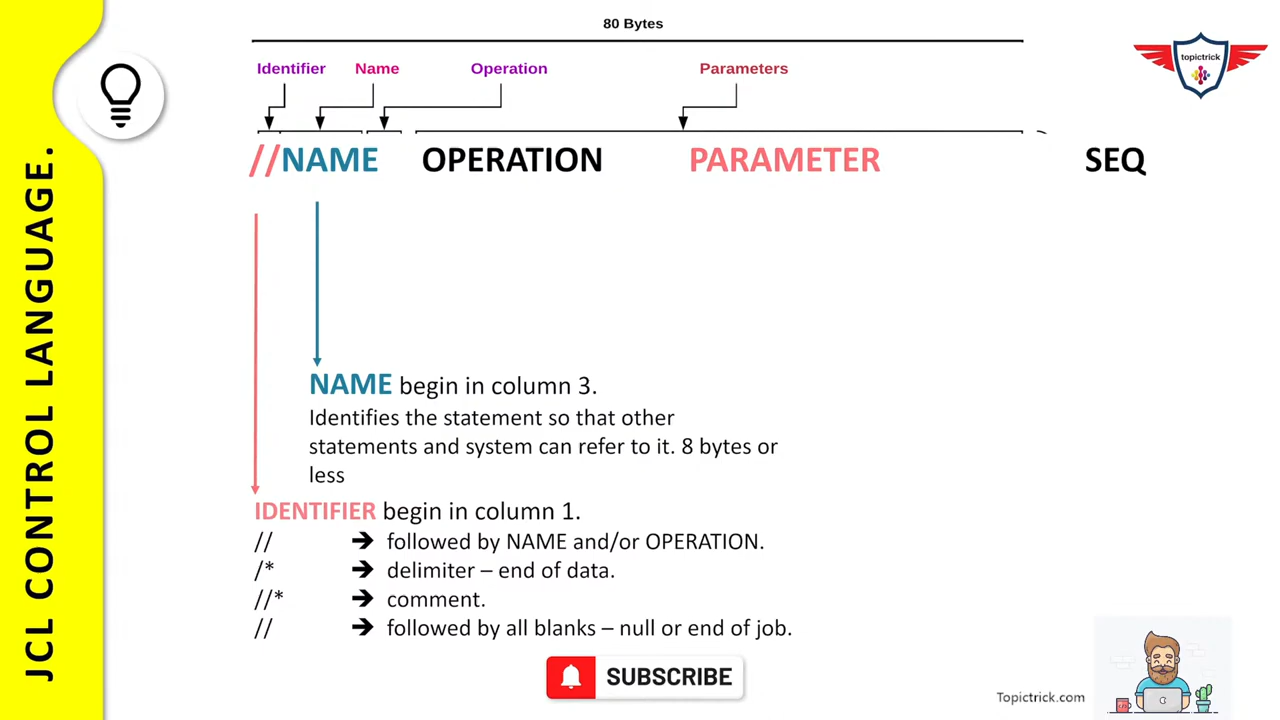 80 Bytes
Identifier Name Operation Parameters
topictrick
//NAME OPERATION PARAMETER SEQ
JCL CONTROL LANGUAGE.
NAME begin in column 3.
Identifies the statement so that other
statements and system can refer to it. 8 bytes or
less
IDENTIFIER begin in column 1.
// ➔ followed by NAME and/or OPERATION.
/* ➔ delimiter – end of data.
//* ➔ comment.
// ➔ followed by all blanks – null or end of job.
SUBSCRIBE
Topictrick.com